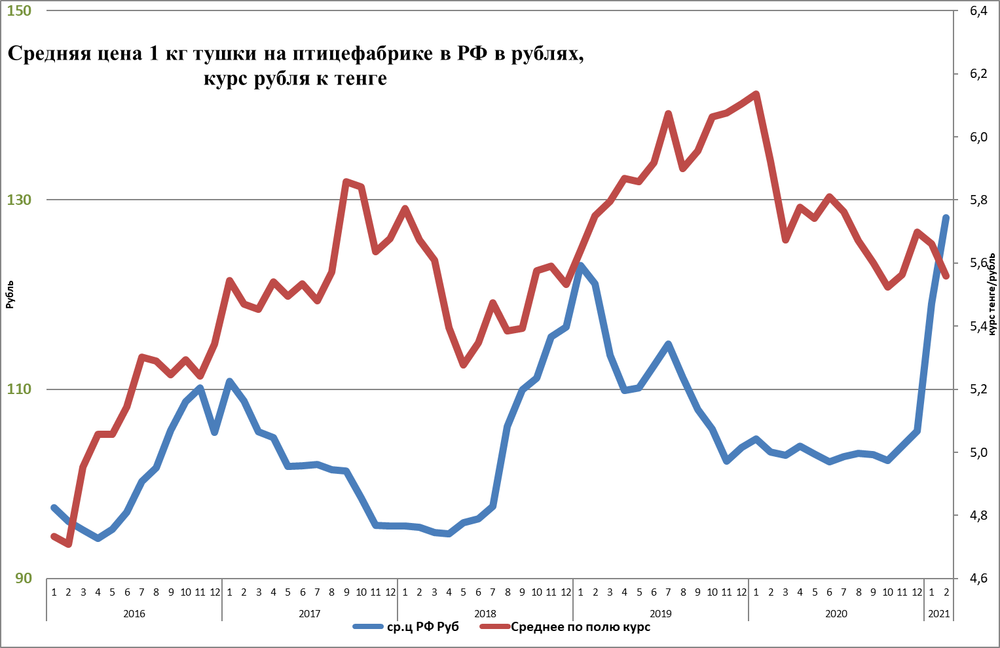 Средняя цена 1 кг тушки на птицефабрике в РФ в рублях,
курс рубля к тенге
150
130
110
90
Рубль
6,4
6,2
6,0
5,8
5,6
5,4
5,2
5,0
4,8
4,6
курс тенге/рубль
1 2 3 4 5 6 7 8 9 10 11 12 1 2 3 4 5 6 7 8 9 10 11 12 1 2 3 4 5 6 7 8 9 10 11 12 1 2 3 4 5 6 7 8 9 10 11 12 1 2 3 4 5 6 7 8 9 10 11 12 1 2
2016 2017 2018 2019 2020 2021
ср.ц РФ Руб Среднее по полю курс